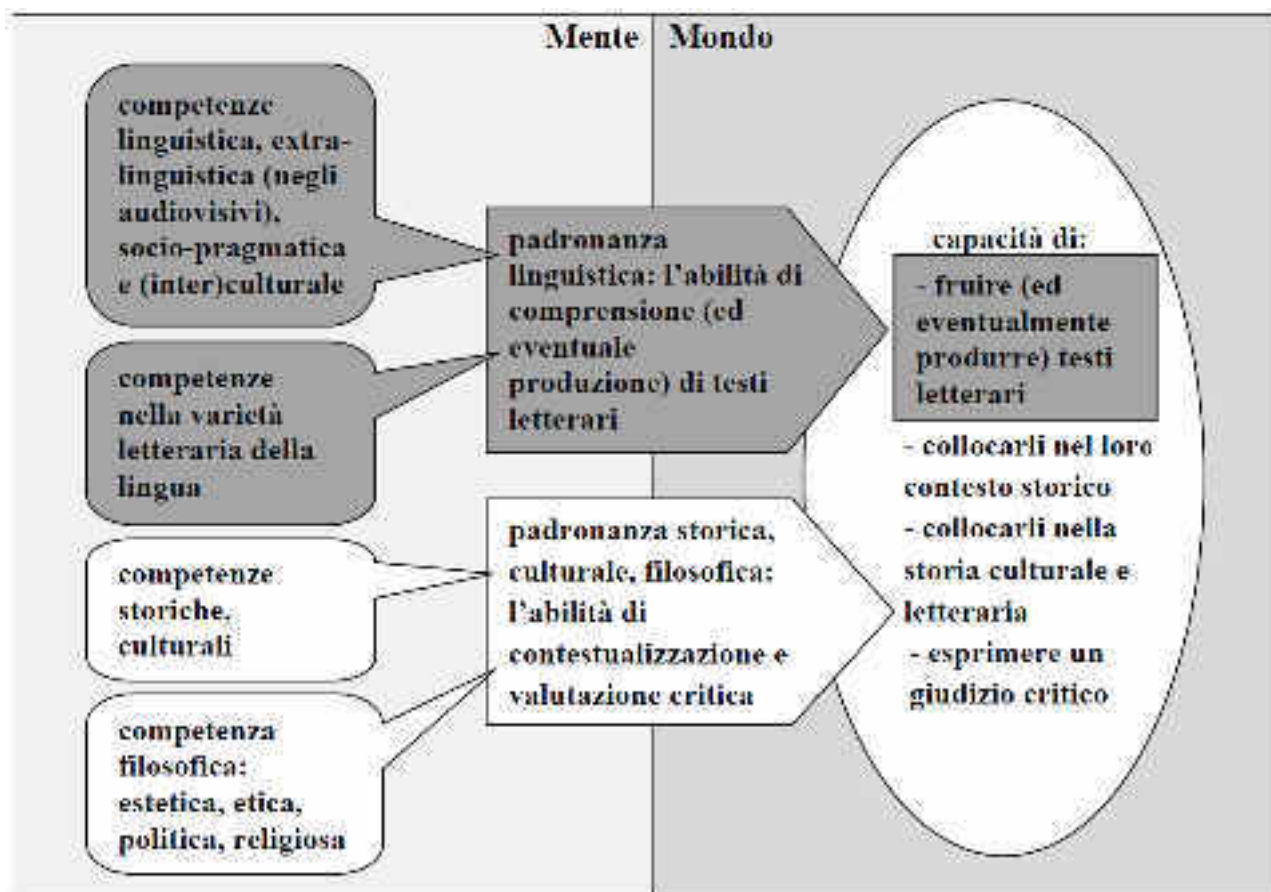 Mente
Mondo
competenze
linguistica, extra-
linguistica (negli
audiovisivi),
socio-pragmatica
e (inter)culturale
competenze
nella varietà
letteraria della
lingua
competenze
storiche,
culturali
competenza
filosofica:
estetica, etica,
politica, religiosa
padronanza
linguistica: l'abilità di
comprensione (ed
eventuale
produzione) di testi
letterari
padronanza storica,
culturale, filosofica:
l'abilità di
contestualizzazione e
valutazione critica
capacità di:
- fruire (ed
eventualmente
produrre) testi
letterari
- collocarli nel loro
contesto storico
- collocarli nella
storia culturale e
letteraria
- esprimere un
giudizio critico